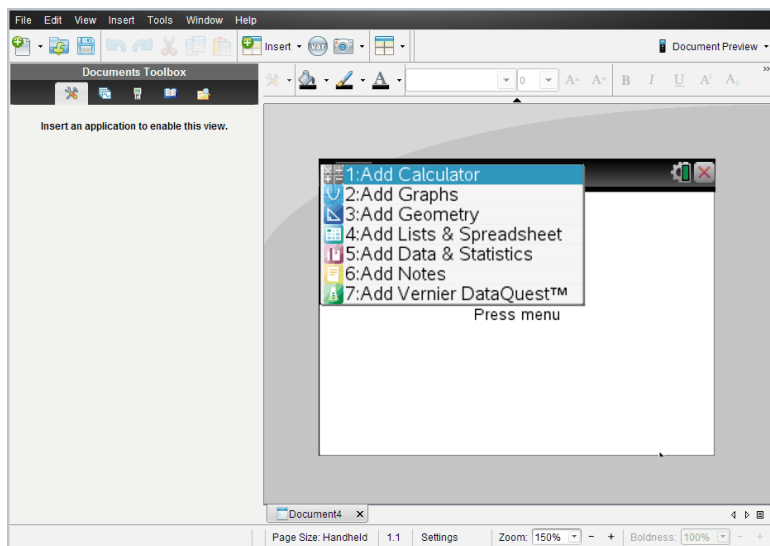 File Edit View Insert Tools Window Help
Insert var Document Preview
Documents Toolbox
0 A+ A- B I U
Insert an application to enable this view.
1:Add Calculator
2:Add Graphs
3:Add Geometry
4:Add Lists & Spreadsheet
5:Add Data & Statistics
6:Add Notes
7:Add Vernier DataQuest™
Press menu
Document4
Page Size: Handheld 1.1 Settings Zoom: 150% - + Boldness: 100% - +